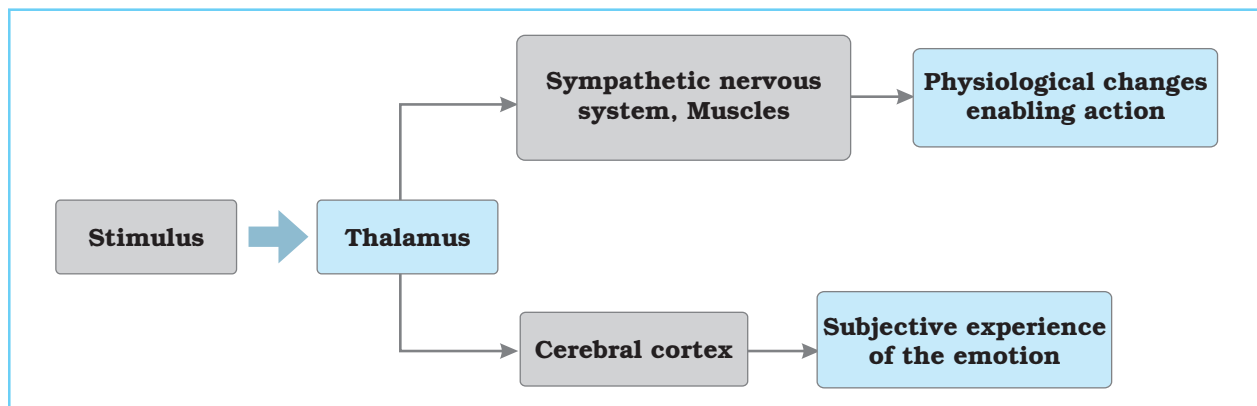 Sympathetic nervous
system, Muscles
Physiological changes
enabling action
Stimulus
Thalamus
Cerebral cortex
Subjective experience
of the emotion